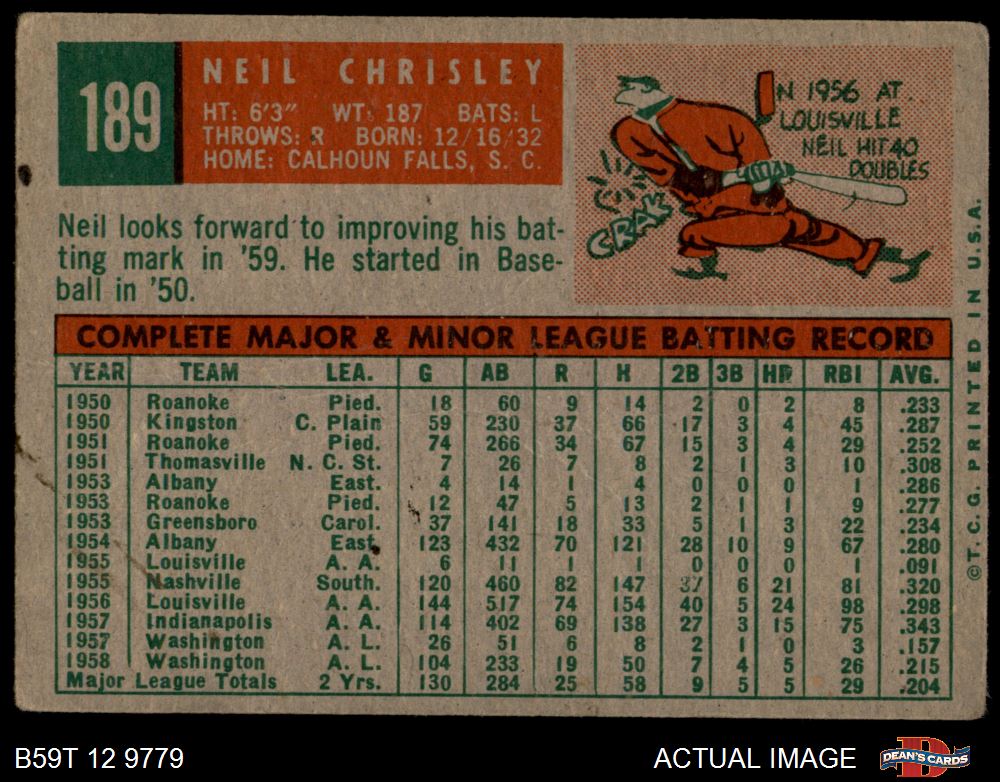 189
NEIL CHRISLEY
HT: 6'3" WT: 187 BATS: L
THROWS: R BORN: 12/16/32
HOME: CALHOUN FALLS, S. C.
IN 1956 AT
LOUISVILLE
NEIL HIT 40
DOUBLES
CRAK
Neil looks forward to improving his bat-
ting mark in '59. He started in Base-
ball in '50.
COMPLETE MAJOR & MINOR LEAGUE BATTING RECORD
YEAR TEAM LEA. G AB R H 2B 3B HR RBI AVG.
1950 Roanoke Pied. 18 60 9 14 2 0 2 8 .233
1950 Kingston C. Plain 59 230 37 66 17 3 4 45 .287
1951 Roanoke Pied. 74 266 34 67 15 3 4 29 .252
1951 Thomasville N. C. St. 7 26 7 8 2 1 3 10 .308
1953 Albany East. 4 14 1 4 0 0 0 1 .286
1953 Roanoke Pied. 12 47 5 13 2 1 1 9 .277
1953 Greensboro Carol. 37 141 18 33 5 1 3 22 .234
1954 Albany East. 123 432 70 121 28 10 9 67 .280
1955 Louisville A. A. 6 11 1 1 0 0 0 1 .091
1955 Nashville South. 120 460 82 147 37 6 21 81 .320
1956 Louisville A. A. 144 517 74 154 40 5 24 98 .298
1957 Indianapolis A. A. 114 402 69 138 27 3 15 75 .343
1957 Washington A. L. 26 51 6 8 2 1 0 3 .157
1958 Washington A. L. 104 233 19 50 7 4 5 26 .215
Major League Totals 2 Yrs. 130 284 25 58 9 5 5 29 .204
©T. C. G. PRINTED IN U.S.A.
B59T 12 9779
ACTUAL IMAGE
DEAN'S CARDS